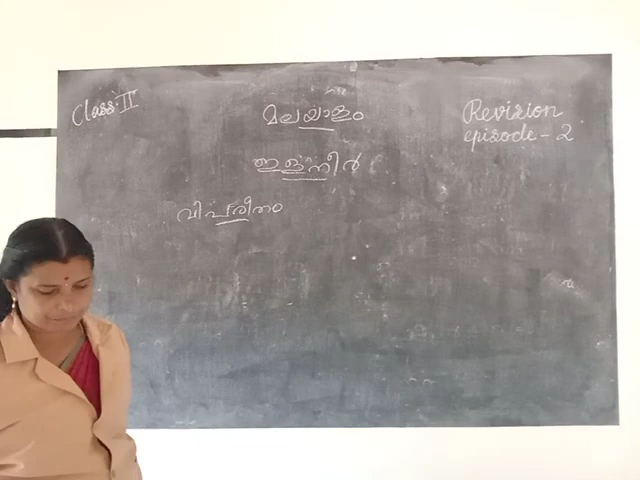 Class:- II
മലയാളം
Revision
episode - 2
ഇളനീർ
വിപരീതം